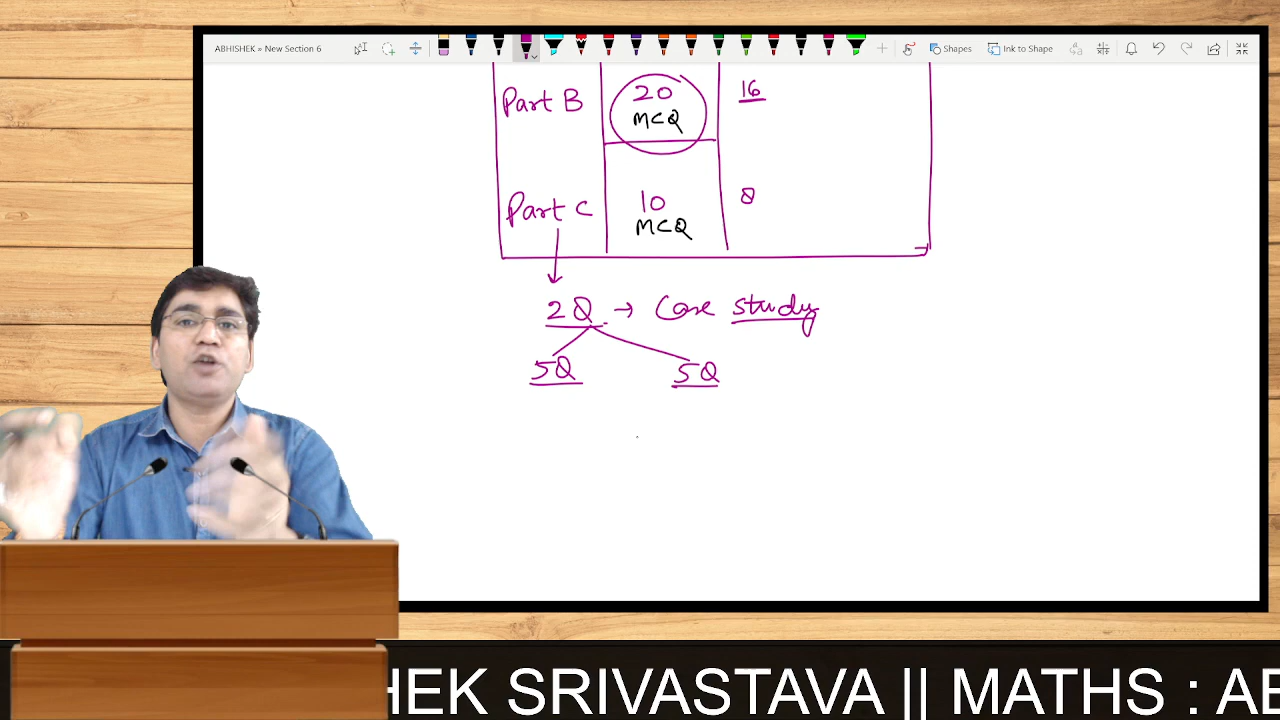 ABHISHEK » New Section 6
Shapes
Ink to Shape
Part B
20
MCQ
16
Part C
10
MCQ
8
2Q → Case study
5Q
5Q
HEK SRIVASTAVA || MATHS : AB